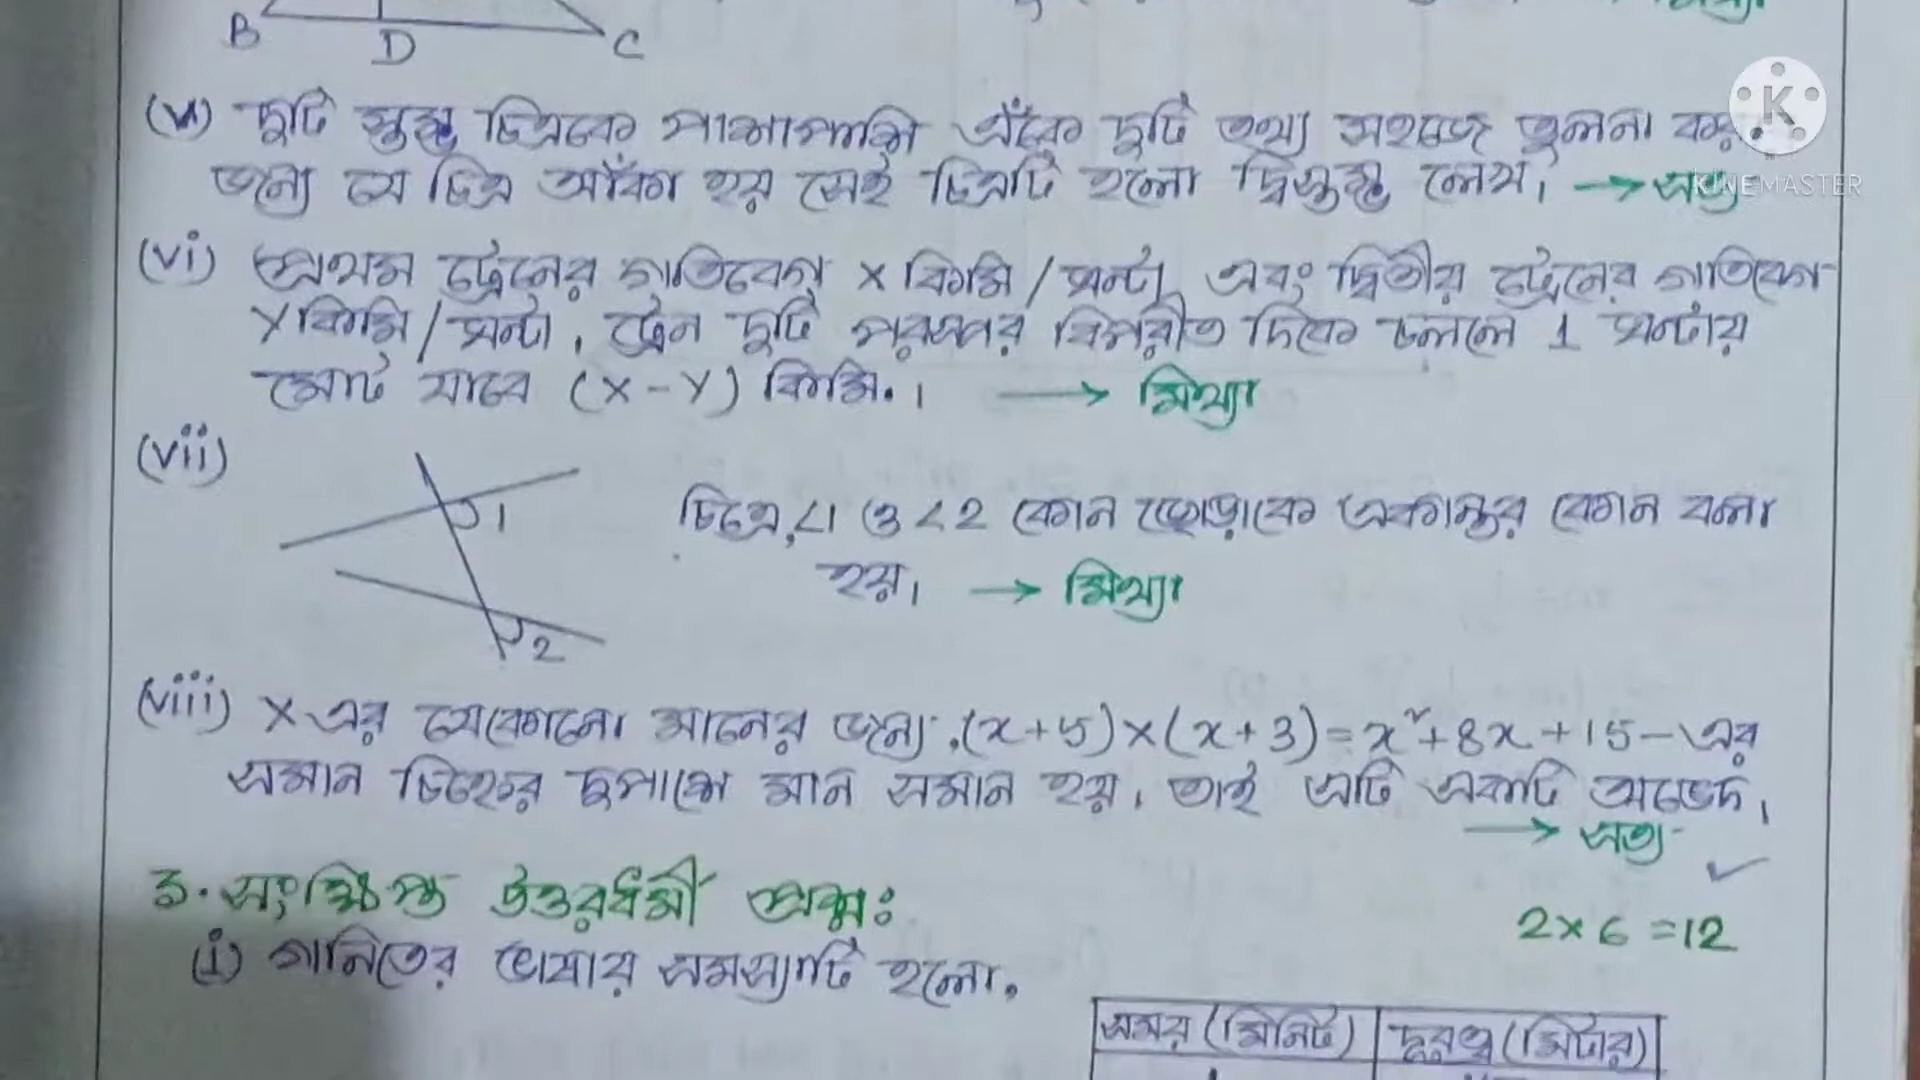 B D C
(v) দুটি স্তম্ভ চিত্রকে পাশাপাশি এঁকে দুটি তথ্য সহজে তুলনা করার
জন্যে যে চিত্র আঁকা হয় সেই চিত্রটি হলো দ্বিস্তম্ভ লেখ। → সত্য
KINEMASTER
(vi) প্রথম ট্রেনের গতিবেগ x কিমি/ঘন্টা এবং দ্বিতীয় ট্রেনের গতিবেগ
y কিমি/ঘন্টা, ট্রেন দুটি পরস্পর বিপরীত দিকে চললে 1 ঘন্টায়
মোট যাবে (x-y) কিমি.। → মিথ্যা
(vii) 1 চিত্রে, <1 ও <2 কোন জোড়াকে একান্তর কোন বলা
হয়। → মিথ্যা
2
(viii) x এর যেকোনো মানের জন্য, (x+5)×(x+3)=x²+8x+15-এর
সমান চিহ্নের দুপাশে মান সমান হয়, তাই এটি একটি অভেদ।
→ সত্য
3. সংক্ষিপ্ত উত্তরধর্মী প্রশ্ন:
2×6=12
(i) গানিতের ভাষায় সমস্যাটি হলো,
সময় (মিনিট) দূরত্ব (মিটার)